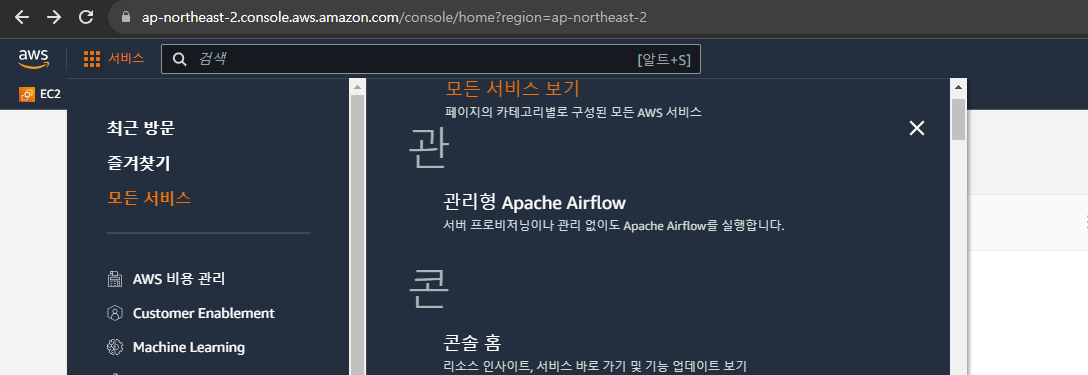 ap-northeast-2.console.aws.amazon.com/console/home?region=ap-northeast-2
aws
서비스
검색
[알트+S]
EC2
최근 방문
즐겨찾기
모든 서비스
AWS 비용 관리
Customer Enablement
Machine Learning
모든 서비스 보기
페이지의 카테고리별로 구성된 모든 AWS 서비스
관
관리형 Apache Airflow
서버 프로비저닝이나 관리 없이도 Apache Airflow를 실행합니다.
콘
콘솔 홈
리소스 인사이트, 서비스 바로 가기 및 기능 업데이트 보기